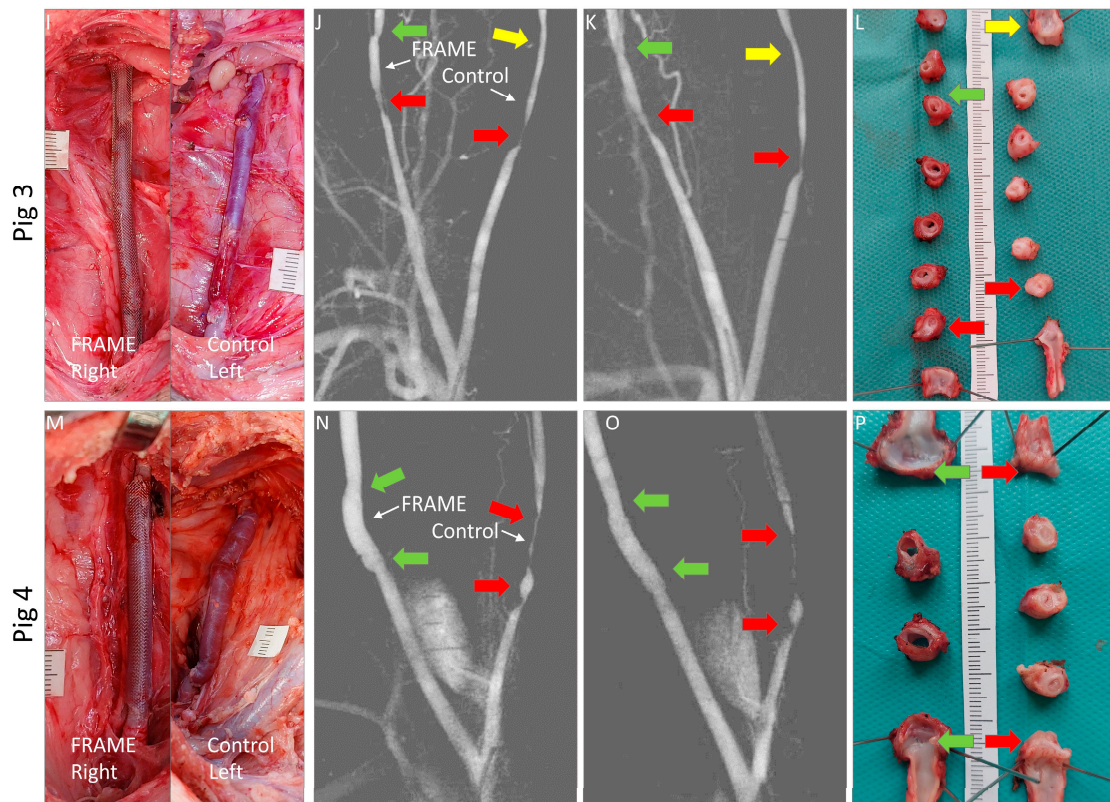 Pig 3
I
FRAME
Right
Control
Left
J
FRAME
Control
K
L
Pig 4
M
FRAME
Right
Control
Left
N
FRAME
Control
O
P